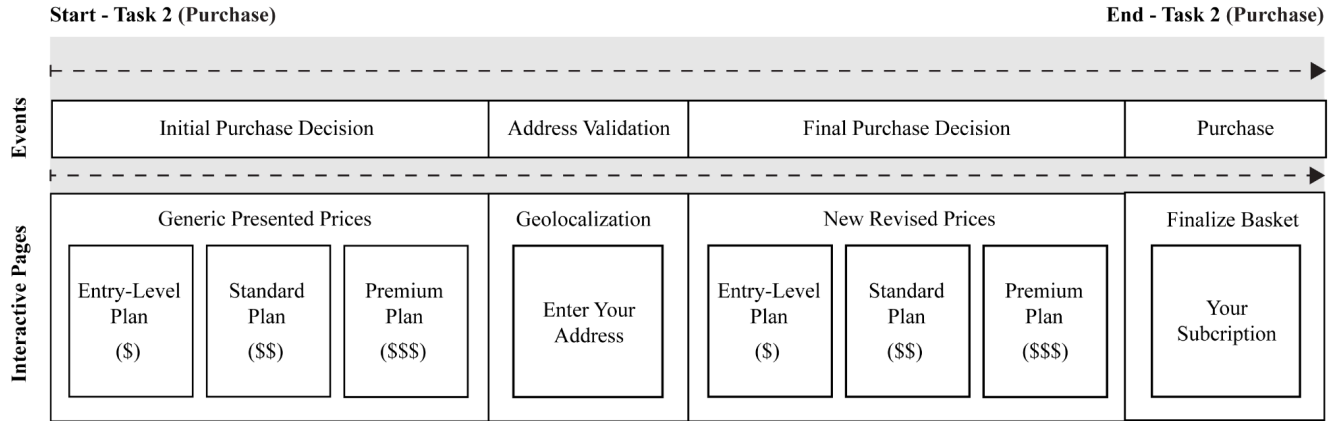 Start - Task 2 (Purchase)
End - Task 2 (Purchase)
Events
Initial Purchase Decision
Address Validation
Final Purchase Decision
Purchase
Interactive Pages
Generic Presented Prices
Entry-Level
Plan
($)
Standard
Plan
($$)
Premium
Plan
($$$)
Geolocalization
Enter Your
Address
New Revised Prices
Entry-Level
Plan
($)
Standard
Plan
($$)
Premium
Plan
($$$)
Finalize Basket
Your
Subcription